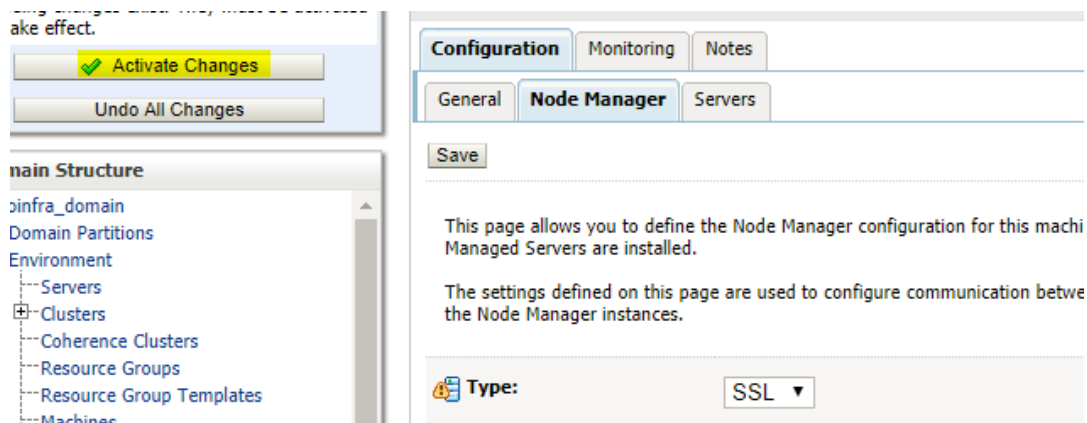 ake effect.
Activate Changes
Undo All Changes
main Structure
oinfra_domain
Domain Partitions
Environment
Servers
Clusters
Coherence Clusters
Resource Groups
Resource Group Templates
Machines
Configuration Monitoring Notes
General Node Manager Servers
Save
This page allows you to define the Node Manager configuration for this machi
Managed Servers are installed.
The settings defined on this page are used to configure communication betwe
the Node Manager instances.
Type: SSL